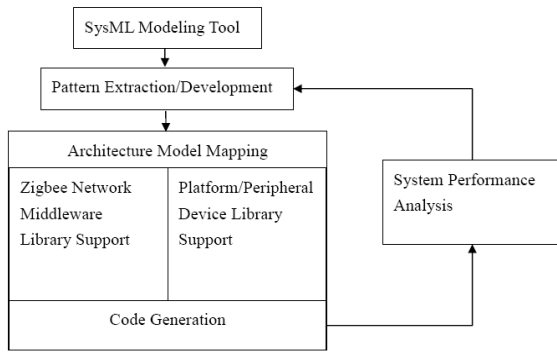 SysML Modeling Tool
Pattern Extraction/Development
Architecture Model Mapping
Zigbee Network
Middleware
Library Support
Platform/Peripheral
Device Library
Support
Code Generation
System Performance
Analysis